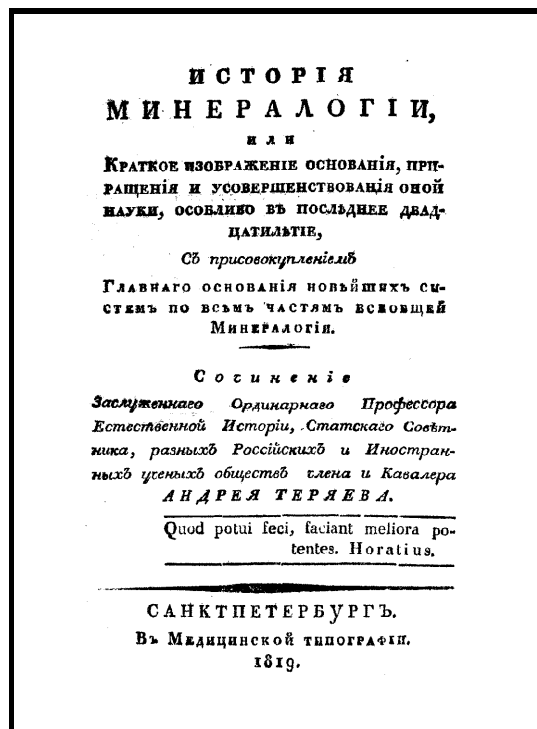 ИСТОРІЯ
МИНЕРАЛОГІИ,
или
Краткое изображеніе основанія, при-
ращенія и усовершенствованія оной
науки, особливо въ послѣднее двад-
цатилѣтіе,
Съ присовокупленіемъ
Главнаго основанія новѣйшихъ си-
стемъ по всѣмъ частямъ всеобщей
Минералогія.
Сочиненіе
Заслуженнаго Ординарнаго Профессора
Естественной Исторіи, Статскаго Совѣт-
ника, разныхъ Россійскихъ и Иностран-
ныхъ ученыхъ обществъ члена и Кавалера
АНДРЕЯ ТЕРЯЕВА.
Quod potui feci, faciant meliora po-
tentes. Horatius.
САНКТПЕТЕРБУРГЪ.
Въ Медицинской типографіи.
1819.